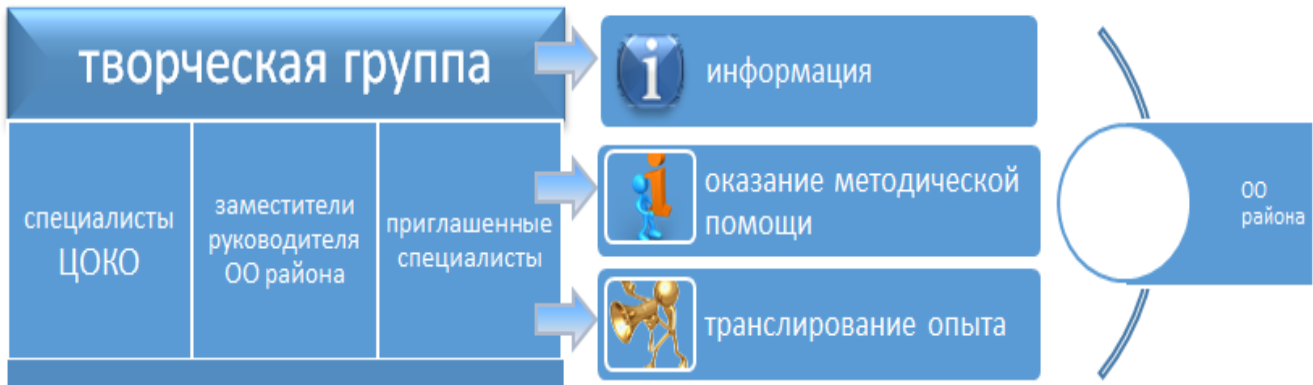 творческая группа
специалисты
ЦОКО
заместители
руководителя
ОО района
приглашенные
специалисты
информация
оказание методической
помощи
транслирование опыта
ОО
района